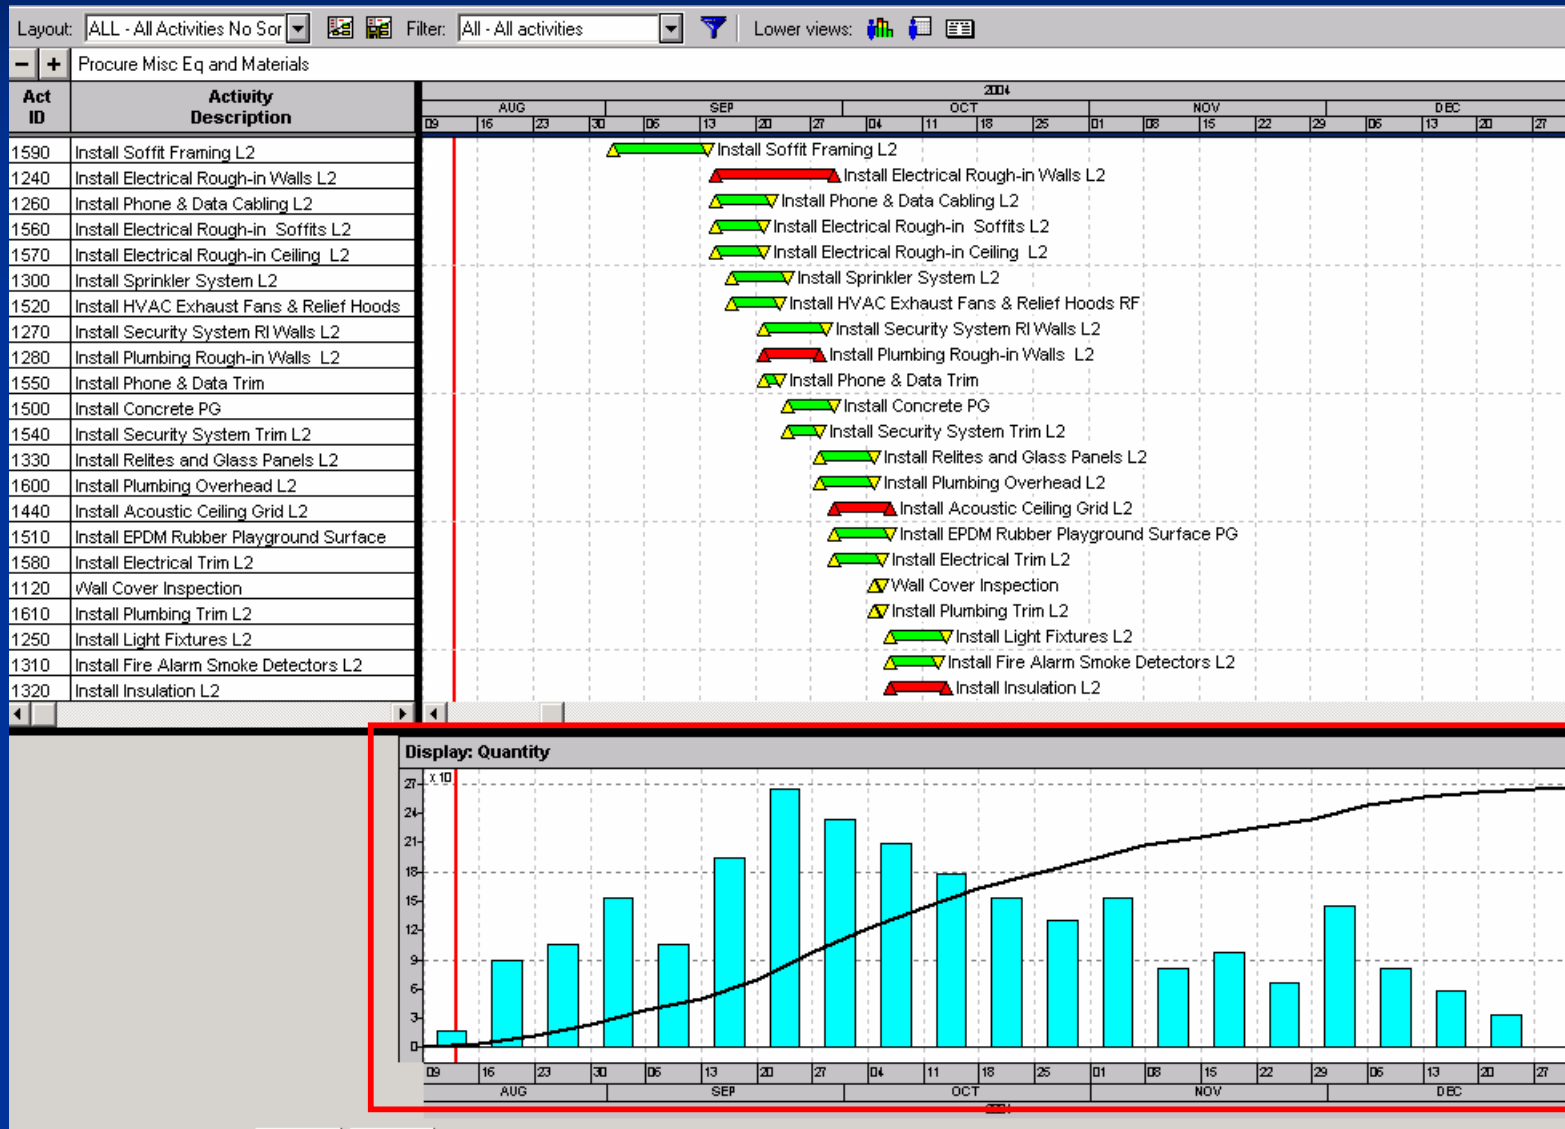 Layout: ALL - All Activities No Sor Filter: All - All activities Lower views:
- + Procure Misc Eq and Materials
Act ID Activity Description
2004
AUG SEP OCT NOV DEC
09 16 23 30 06 13 20 27 04 11 18 25 01 08 15 22 29 06 13 20 27
1590 Install Soffit Framing L2 Install Soffit Framing L2
1240 Install Electrical Rough-in Walls L2 Install Electrical Rough-in Walls L2
1260 Install Phone & Data Cabling L2 Install Phone & Data Cabling L2
1560 Install Electrical Rough-in Soffits L2 Install Electrical Rough-in Soffits L2
1570 Install Electrical Rough-in Ceiling L2 Install Electrical Rough-in Ceiling L2
1300 Install Sprinkler System L2 Install Sprinkler System L2
1520 Install HVAC Exhaust Fans & Relief Hoods Install HVAC Exhaust Fans & Relief Hoods RF
1270 Install Security System RI Walls L2 Install Security System RI Walls L2
1280 Install Plumbing Rough-in Walls L2 Install Plumbing Rough-in Walls L2
1550 Install Phone & Data Trim Install Phone & Data Trim
1500 Install Concrete PG Install Concrete PG
1540 Install Security System Trim L2 Install Security System Trim L2
1330 Install Relites and Glass Panels L2 Install Relites and Glass Panels L2
1600 Install Plumbing Overhead L2 Install Plumbing Overhead L2
1440 Install Acoustic Ceiling Grid L2 Install Acoustic Ceiling Grid L2
1510 Install EPDM Rubber Playground Surface Install EPDM Rubber Playground Surface PG
1580 Install Electrical Trim L2 Install Electrical Trim L2
1120 Wall Cover Inspection Wall Cover Inspection
1610 Install Plumbing Trim L2 Install Plumbing Trim L2
1250 Install Light Fixtures L2 Install Light Fixtures L2
1310 Install Fire Alarm Smoke Detectors L2 Install Fire Alarm Smoke Detectors L2
1320 Install Insulation L2 Install Insulation L2
Display: Quantity
x 10
27
24
21
18
15
12
9
6
3
0
09 16 23 30 06 13 20 27 04 11 18 25 01 08 15 22 29 06 13 20 27
AUG SEP OCT NOV DEC